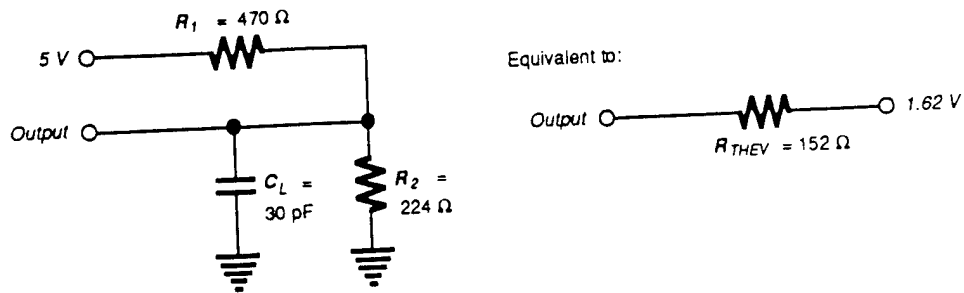 R1 = 470 Ω
5 V
Output
CL =
30 pF
R2 =
224 Ω
Equivalent to:
Output
1.62 V
RTHEV = 152 Ω